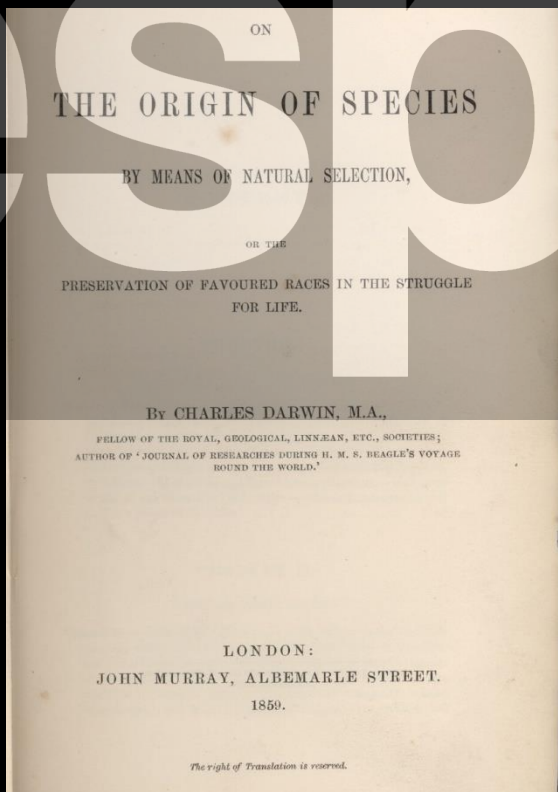 ON
THE ORIGIN OF SPECIES
BY MEANS OF NATURAL SELECTION,
OR THE
PRESERVATION OF FAVOURED RACES IN THE STRUGGLE
FOR LIFE.
By CHARLES DARWIN, M.A.,
FELLOW OF THE ROYAL, GEOLOGICAL, LINNÆAN, ETC., SOCIETIES;
AUTHOR OF 'JOURNAL OF RESEARCHES DURING H. M. S. BEAGLE'S VOYAGE
ROUND THE WORLD.'
LONDON:
JOHN MURRAY, ALBEMARLE STREET.
1859.
The right of Translation is reserved.
esp